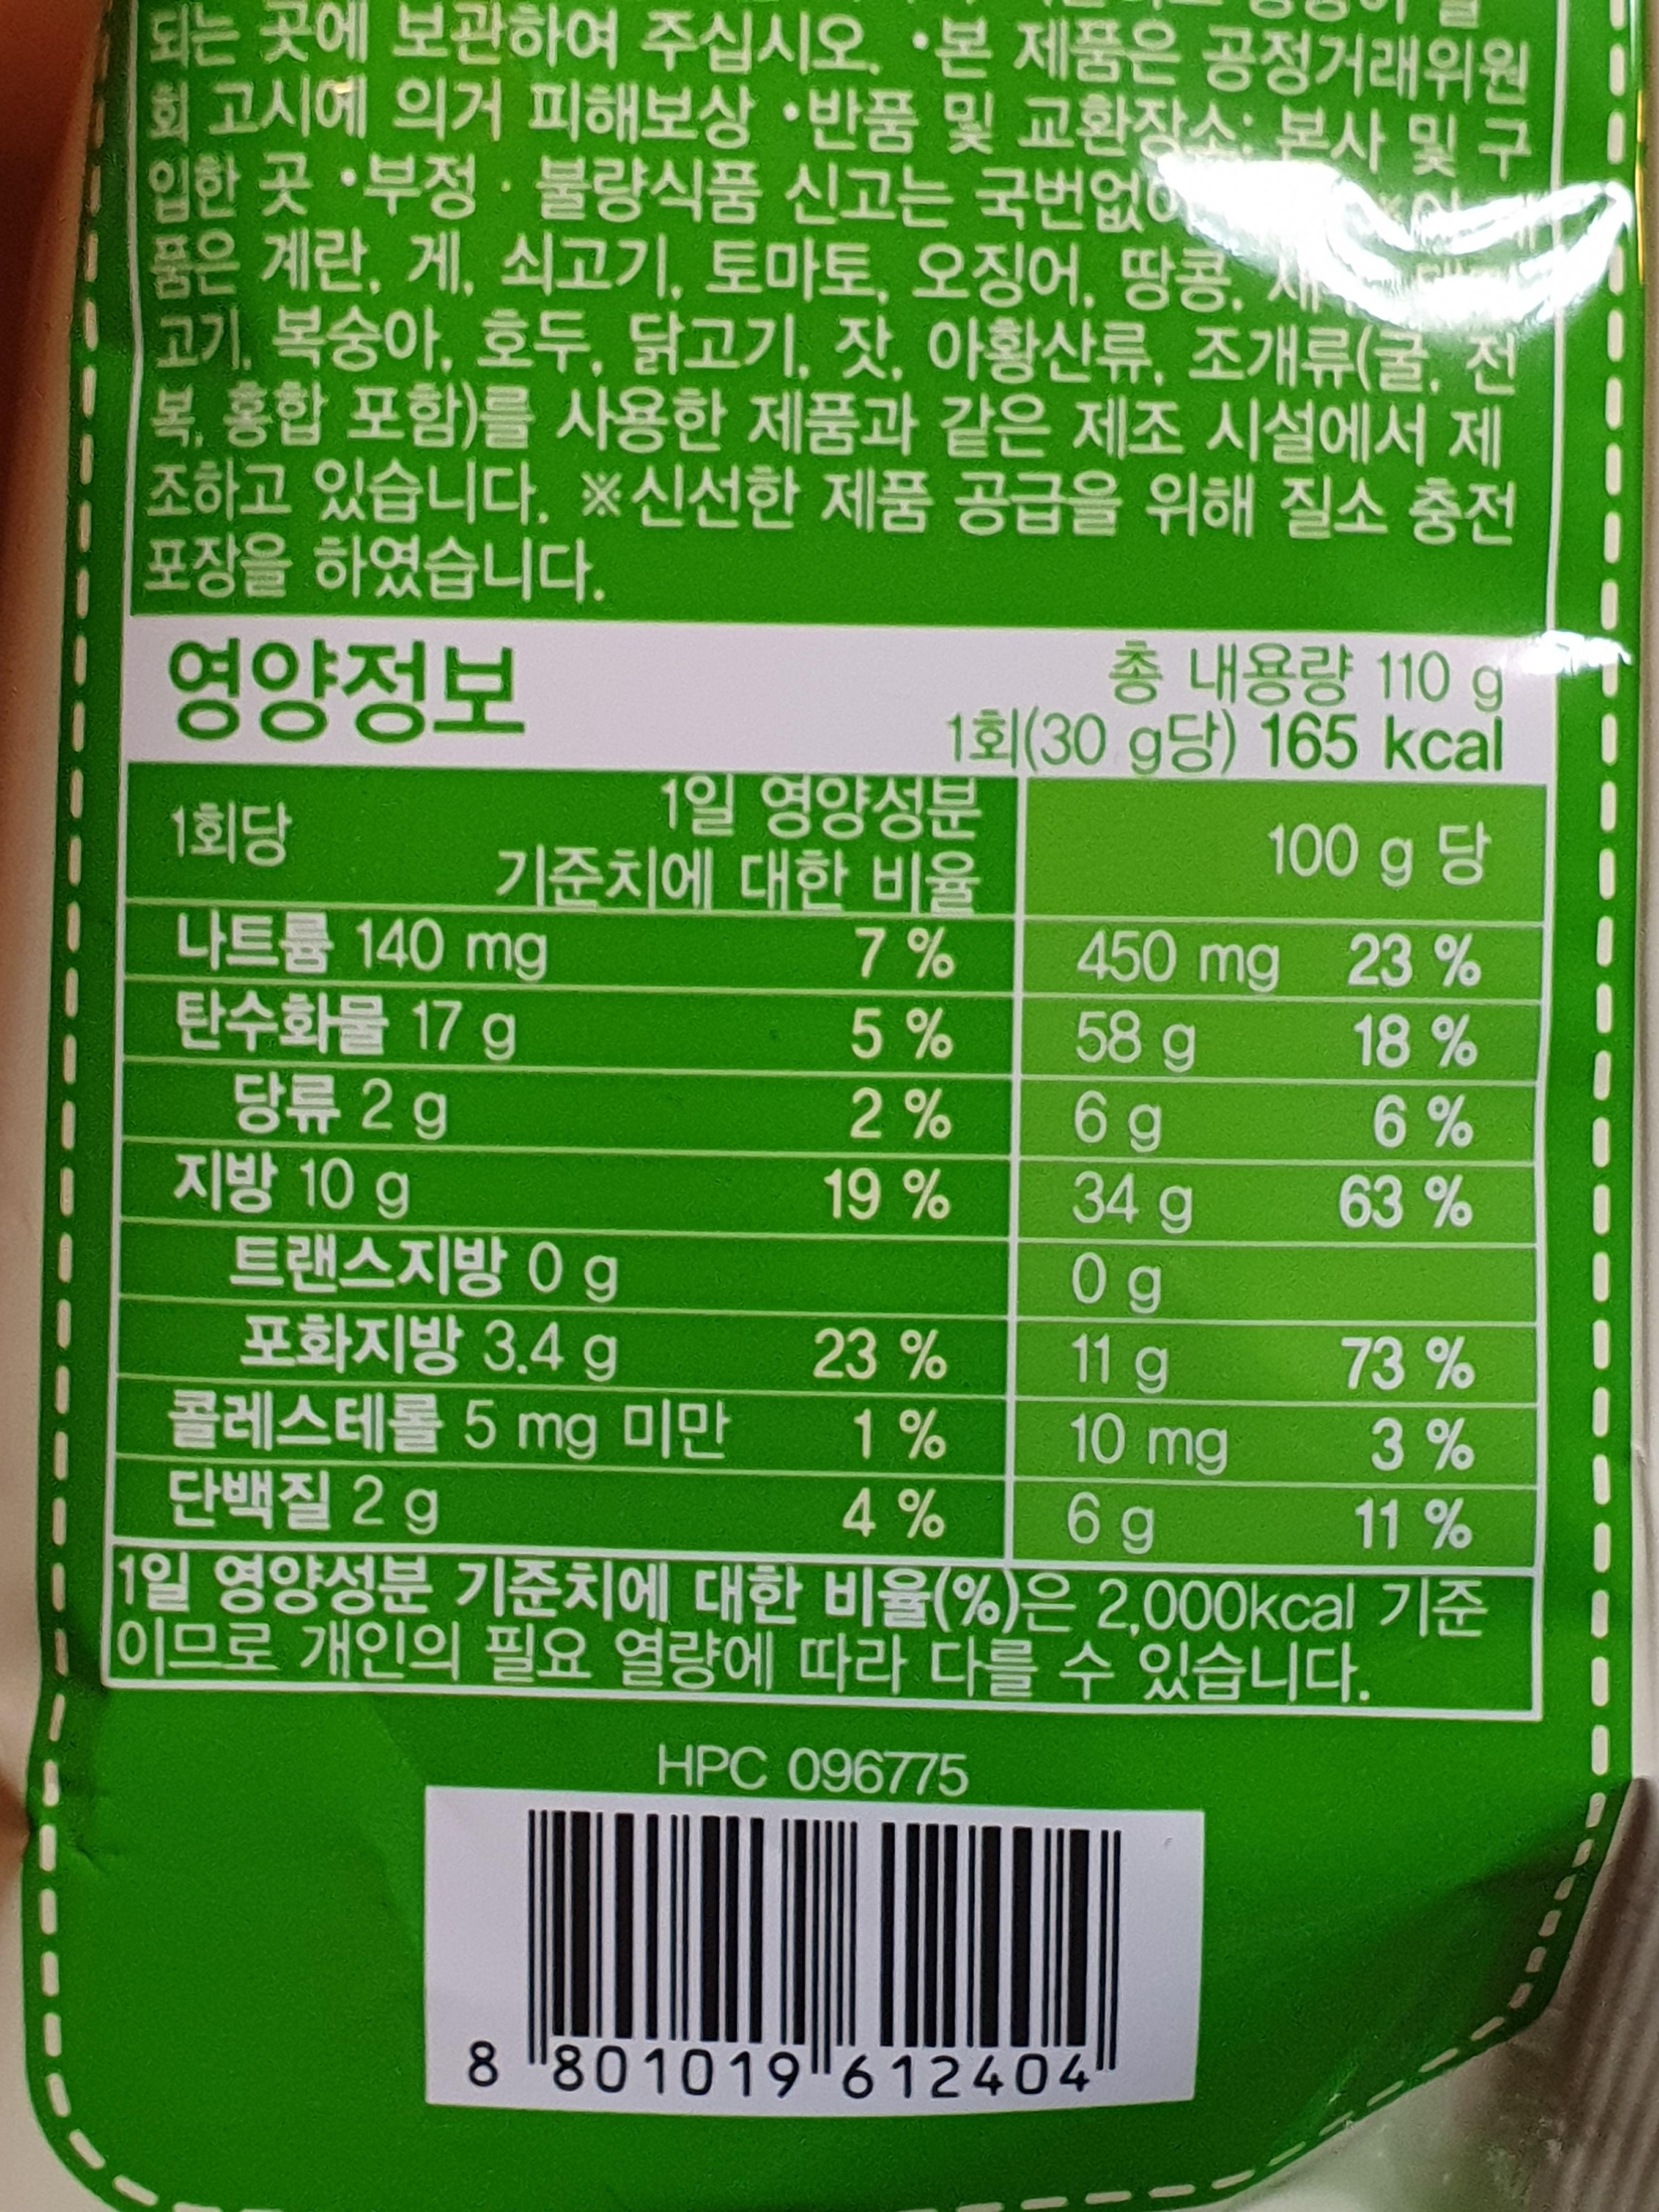 되는 곳에 보관하여 주십시오. •본 제품은 공정거래위원
회 고시에 의거 피해보상 •반품 및 교환장소: 본사 및 구
입한 곳 •부정·불량식품 신고는 국번없이
품은 계란, 게, 쇠고기, 토마토, 오징어, 땅콩,
고기, 복숭아, 호두, 닭고기, 잣, 아황산류, 조개류(굴, 전
복, 홍합 포함)를 사용한 제품과 같은 제조 시설에서 제
조하고 있습니다. ※신선한 제품 공급을 위해 질소 충전
포장을 하였습니다.
영양정보
총 내용량 110 g
1회(30 g당) 165 kcal
1회당 1일 영양성분 기준치에 대한 비율 100 g 당
나트륨 140 mg 7 % 450 mg 23 %
탄수화물 17 g 5 % 58 g 18 %
당류 2 g 2 % 6 g 6 %
지방 10 g 19 % 34 g 63 %
트랜스지방 0 g 0 g
포화지방 3.4 g 23 % 11 g 73 %
콜레스테롤 5 mg 미만 1 % 10 mg 3 %
단백질 2 g 4 % 6 g 11 %
1일 영양성분 기준치에 대한 비율(%)은 2,000kcal 기준
이므로 개인의 필요 열량에 따라 다를 수 있습니다.
HPC 096775
8 801019 612404